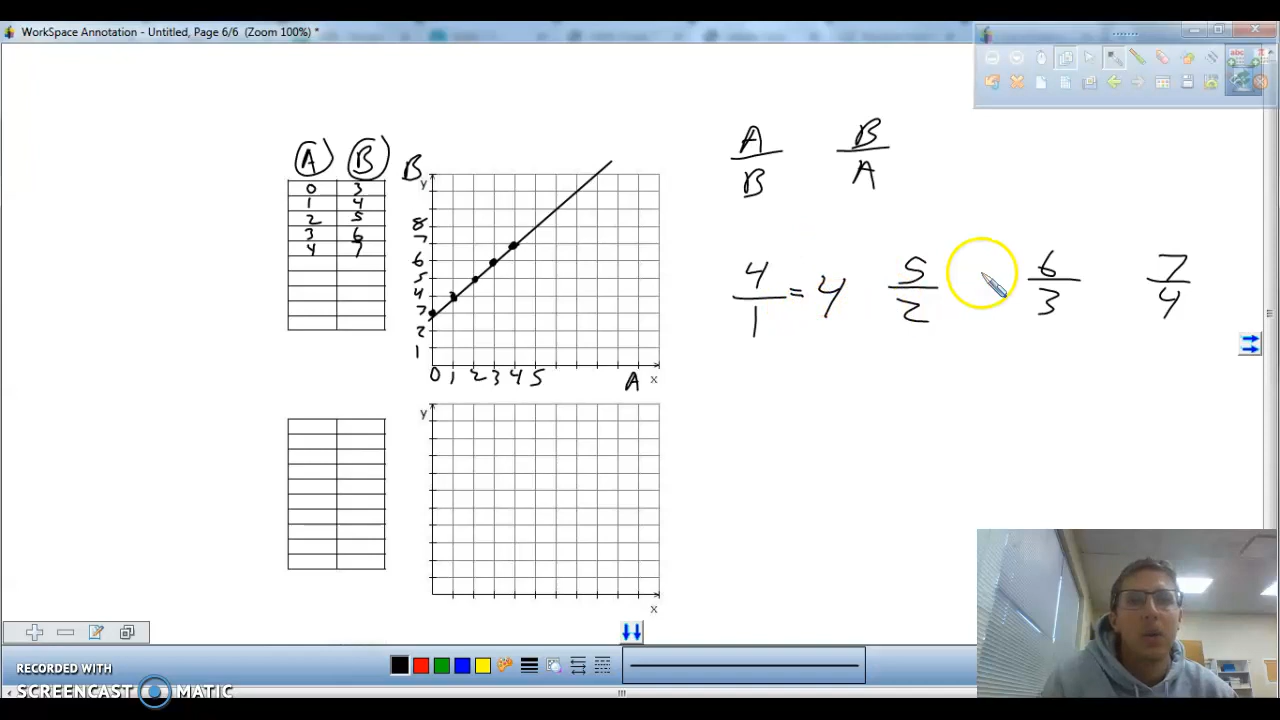 WorkSpace Annotation - Untitled, Page 6/6 (Zoom 100%) *
A B
0 3
1 4
2 5
3 6
4 7
B
y
8
7
6
5
4
3
2
1
0 1 2 3 4 5 A x
A/B B/A
4/1 = 4 5/2 6/3 7/4
y
x
RECORDED WITH
SCREENCAST MATIC